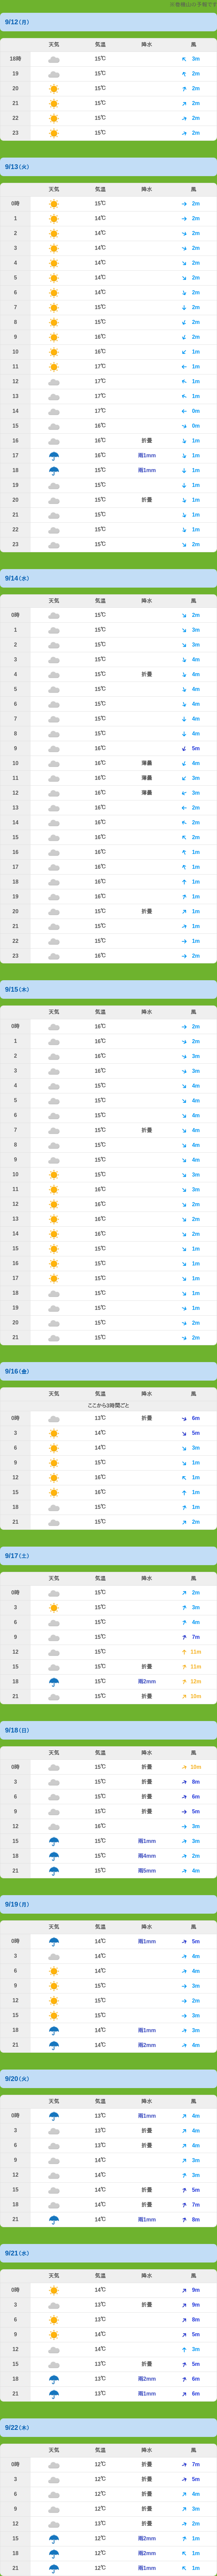 9/12(月)
天気 気温 降水 風
18時 15℃ 3m
19 15℃ 2m
20 15℃ 2m
21 15℃ 2m
22 15℃ 2m
23 15℃ 2m
9/13(火)
天気 気温 降水 風
0時 15℃ 2m
1 14℃ 2m
2 14℃ 2m
3 14℃ 2m
4 14℃ 2m
5 14℃ 2m
6 14℃ 2m
7 15℃ 2m
8 15℃ 2m
9 16℃ 2m
10 16℃ 1m
11 17℃ 1m
12 17℃ 1m
13 17℃ 1m
14 17℃ 0m
15 16℃ 0m
16 16℃ 折畳 1m
17 16℃ 雨1mm 1m
18 15℃ 雨1mm 1m
19 15℃ 1m
20 15℃ 折畳 1m
21 15℃ 1m
22 15℃ 1m
23 15℃ 2m
9/14(水)
天気 気温 降水 風
0時 15℃ 2m
1 15℃ 3m
2 15℃ 3m
3 15℃ 4m
4 15℃ 折畳 4m
5 15℃ 4m
6 15℃ 4m
7 15℃ 4m
8 15℃ 4m
9 16℃ 5m
10 16℃ 薄曇 4m
11 16℃ 薄曇 3m
12 16℃ 薄曇 3m
13 16℃ 2m
14 16℃ 2m
15 16℃ 2m
16 16℃ 1m
17 16℃ 1m
18 16℃ 1m
19 16℃ 1m
20 15℃ 折畳 1m
21 15℃ 1m
22 15℃ 1m
23 16℃ 2m
9/15(木)
天気 気温 降水 風
0時 16℃ 2m
1 16℃ 2m
2 16℃ 3m
3 16℃ 3m
4 15℃ 4m
5 15℃ 4m
6 15℃ 4m
7 15℃ 折畳 4m
8 15℃ 4m
9 15℃ 4m
10 15℃ 3m
11 16℃ 3m
12 16℃ 2m
13 16℃ 2m
14 16℃ 2m
15 15℃ 1m
16 15℃ 1m
17 15℃ 1m
18 15℃ 1m
19 15℃ 1m
20 15℃ 2m
21 15℃ 2m
9/16(金)
天気 気温 降水 風
ここから3時間ごと
0時 13℃ 折畳 6m
3 14℃ 5m
6 14℃ 3m
9 15℃ 1m
12 16℃ 1m
15 16℃ 1m
18 15℃ 1m
21 15℃ 2m
9/17(土)
天気 気温 降水 風
0時 15℃ 2m
3 15℃ 3m
6 15℃ 4m
9 15℃ 7m
12 15℃ 11m
15 15℃ 折畳 11m
18 15℃ 雨2mm 12m
21 15℃ 折畳 10m
9/18(日)
天気 気温 降水 風
0時 15℃ 折畳 10m
3 15℃ 折畳 8m
6 15℃ 折畳 6m
9 15℃ 折畳 5m
12 16℃ 3m
15 15℃ 雨1mm 3m
18 15℃ 雨4mm 2m
21 15℃ 雨5mm 4m
9/19(月)
天気 気温 降水 風
0時 14℃ 雨1mm 5m
3 14℃ 4m
6 14℃ 4m
9 15℃ 3m
12 15℃ 2m
15 15℃ 3m
18 14℃ 雨1mm 3m
21 14℃ 雨2mm 4m
9/20(火)
天気 気温 降水 風
0時 13℃ 雨1mm 4m
3 13℃ 折畳 4m
6 13℃ 折畳 4m
9 14℃ 3m
12 14℃ 3m
15 14℃ 折畳 5m
18 14℃ 折畳 7m
21 14℃ 雨1mm 8m
9/21(水)
天気 気温 降水 風
0時 14℃ 9m
3 13℃ 折畳 9m
6 13℃ 8m
9 14℃ 5m
12 14℃ 3m
15 13℃ 折畳 5m
18 13℃ 雨2mm 6m
21 13℃ 雨1mm 6m
9/22(木)
天気 気温 降水 風
0時 12℃ 折畳 7m
3 12℃ 折畳 5m
6 12℃ 折畳 4m
9 12℃ 折畳 3m
12 13℃ 折畳 2m
15 12℃ 雨2mm 1m
18 12℃ 雨2mm 1m
21 12℃ 雨1mm 1m